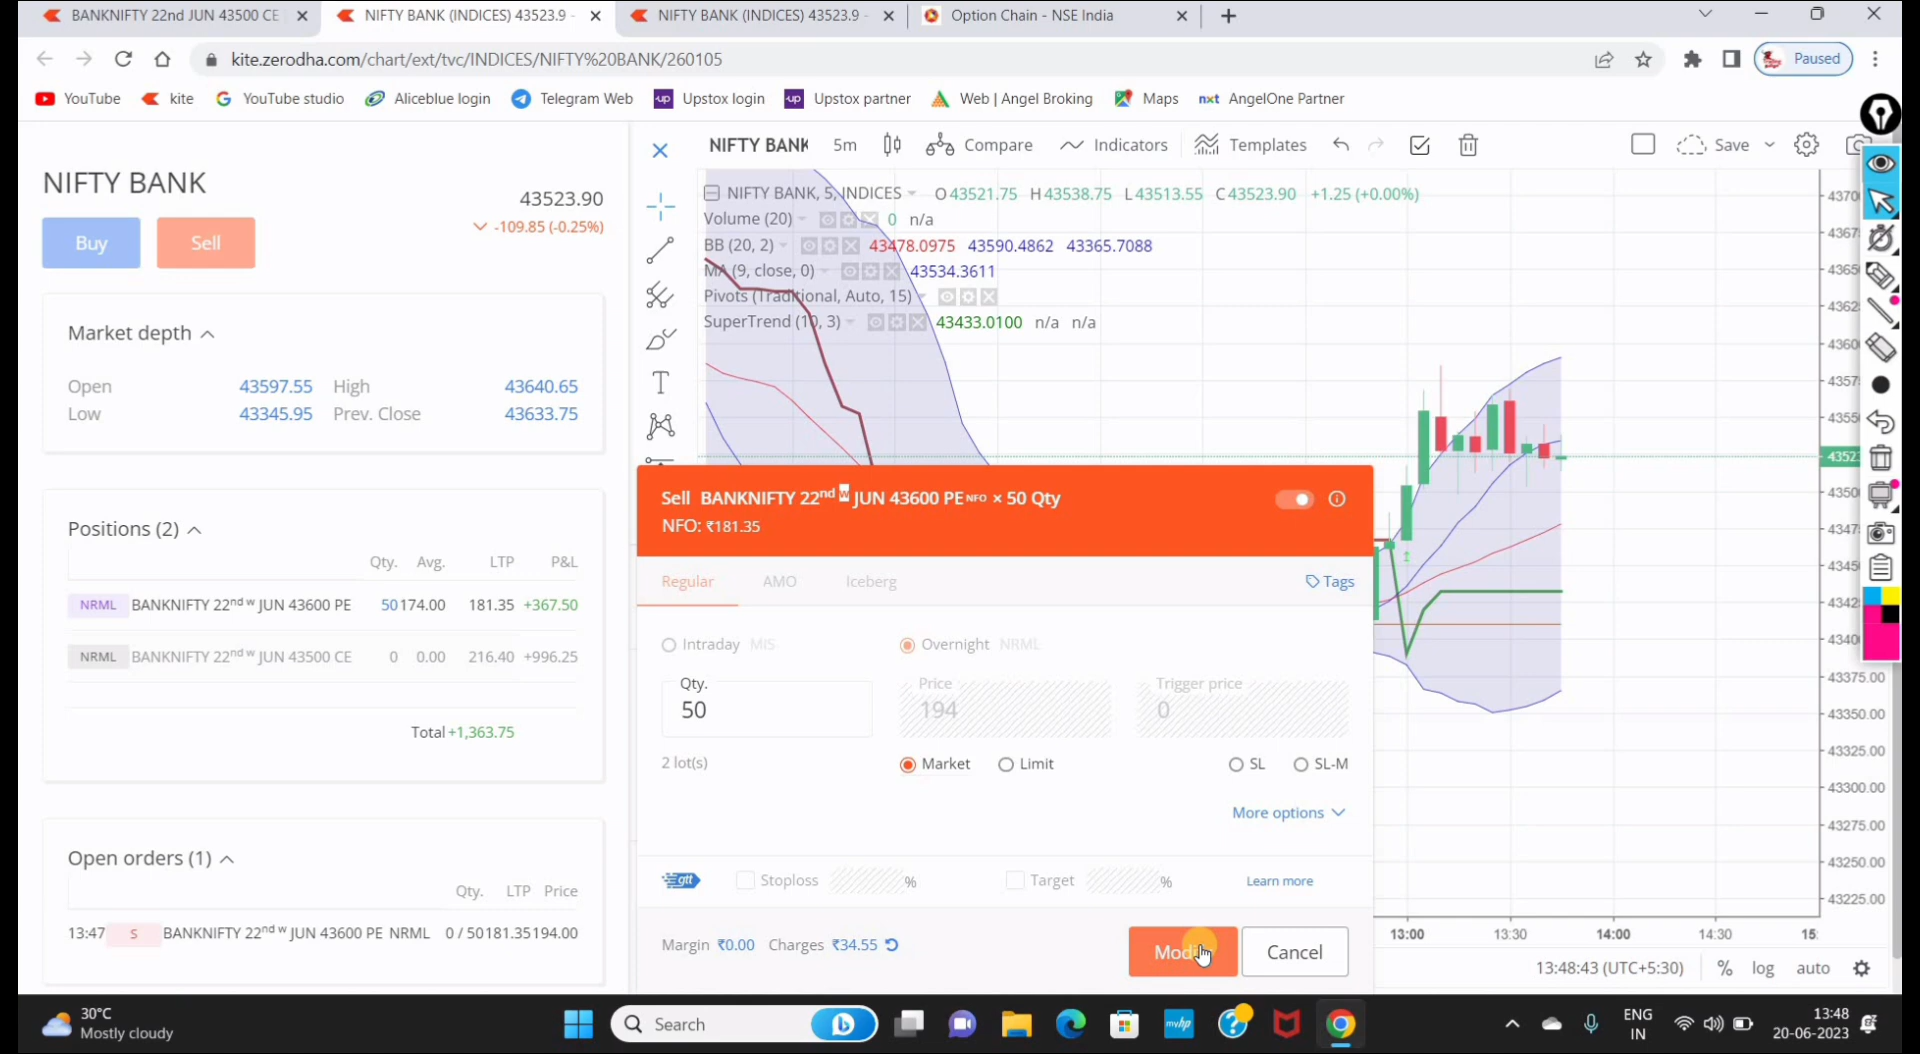 BANKNIFTY 22nd JUN 43500 CE
NIFTY BANK (INDICES) 43523.9 -
NIFTY BANK (INDICES) 43523.9 -
Option Chain - NSE India
kite.zerodha.com/chart/ext/tvc/INDICES/NIFTY%20BANK/260105
Paused
YouTube
kite
YouTube studio
Aliceblue login
Telegram Web
Upstox login
Upstox partner
Web | Angel Broking
Maps
AngelOne Partner
NIFTY BANK
43523.90
-109.85 (-0.25%)
Buy
Sell
Market depth
Open 43597.55 High 43640.65
Low 43345.95 Prev. Close 43633.75
Positions (2)
Qty. Avg. LTP P&L
NRML BANKNIFTY 22nd w JUN 43600 PE 50 174.00 181.35 +367.50
NRML BANKNIFTY 22nd w JUN 43500 CE 0 0.00 216.40 +996.25
Total +1,363.75
Open orders (1)
Qty. LTP Price
13:47 S BANKNIFTY 22nd w JUN 43600 PE NRML 0 / 50 181.35 194.00
NIFTY BANK 5m Compare Indicators Templates Save
NIFTY BANK, 5, INDICES O 43521.75 H 43538.75 L 43513.55 C 43523.90 +1.25 (+0.00%)
Volume (20) 0 n/a
BB (20, 2) 43478.0975 43590.4862 43365.7088
MA (9, close, 0) 43534.3611
Pivots (Traditional, Auto, 15)
SuperTrend (10, 3) 43433.0100 n/a n/a
Sell BANKNIFTY 22nd w JUN 43600 PE NFO × 50 Qty
NFO: ₹181.35
Regular AMO Iceberg Tags
Intraday MIS Overnight NRML
Qty. Price Trigger price
50 194 0
2 lot(s) Market Limit SL SL-M
More options
gtt Stoploss % Target % Learn more
Margin ₹0.00 Charges ₹34.55
Cancel
43375.00
43350.00
43325.00
43300.00
43275.00
43250.00
43225.00
13:00 13:30 14:00 14:30 15:
13:48:43 (UTC+5:30) % log auto
30°C
Mostly cloudy
Search
mvhp
ENG
IN
13:48
20-06-2023